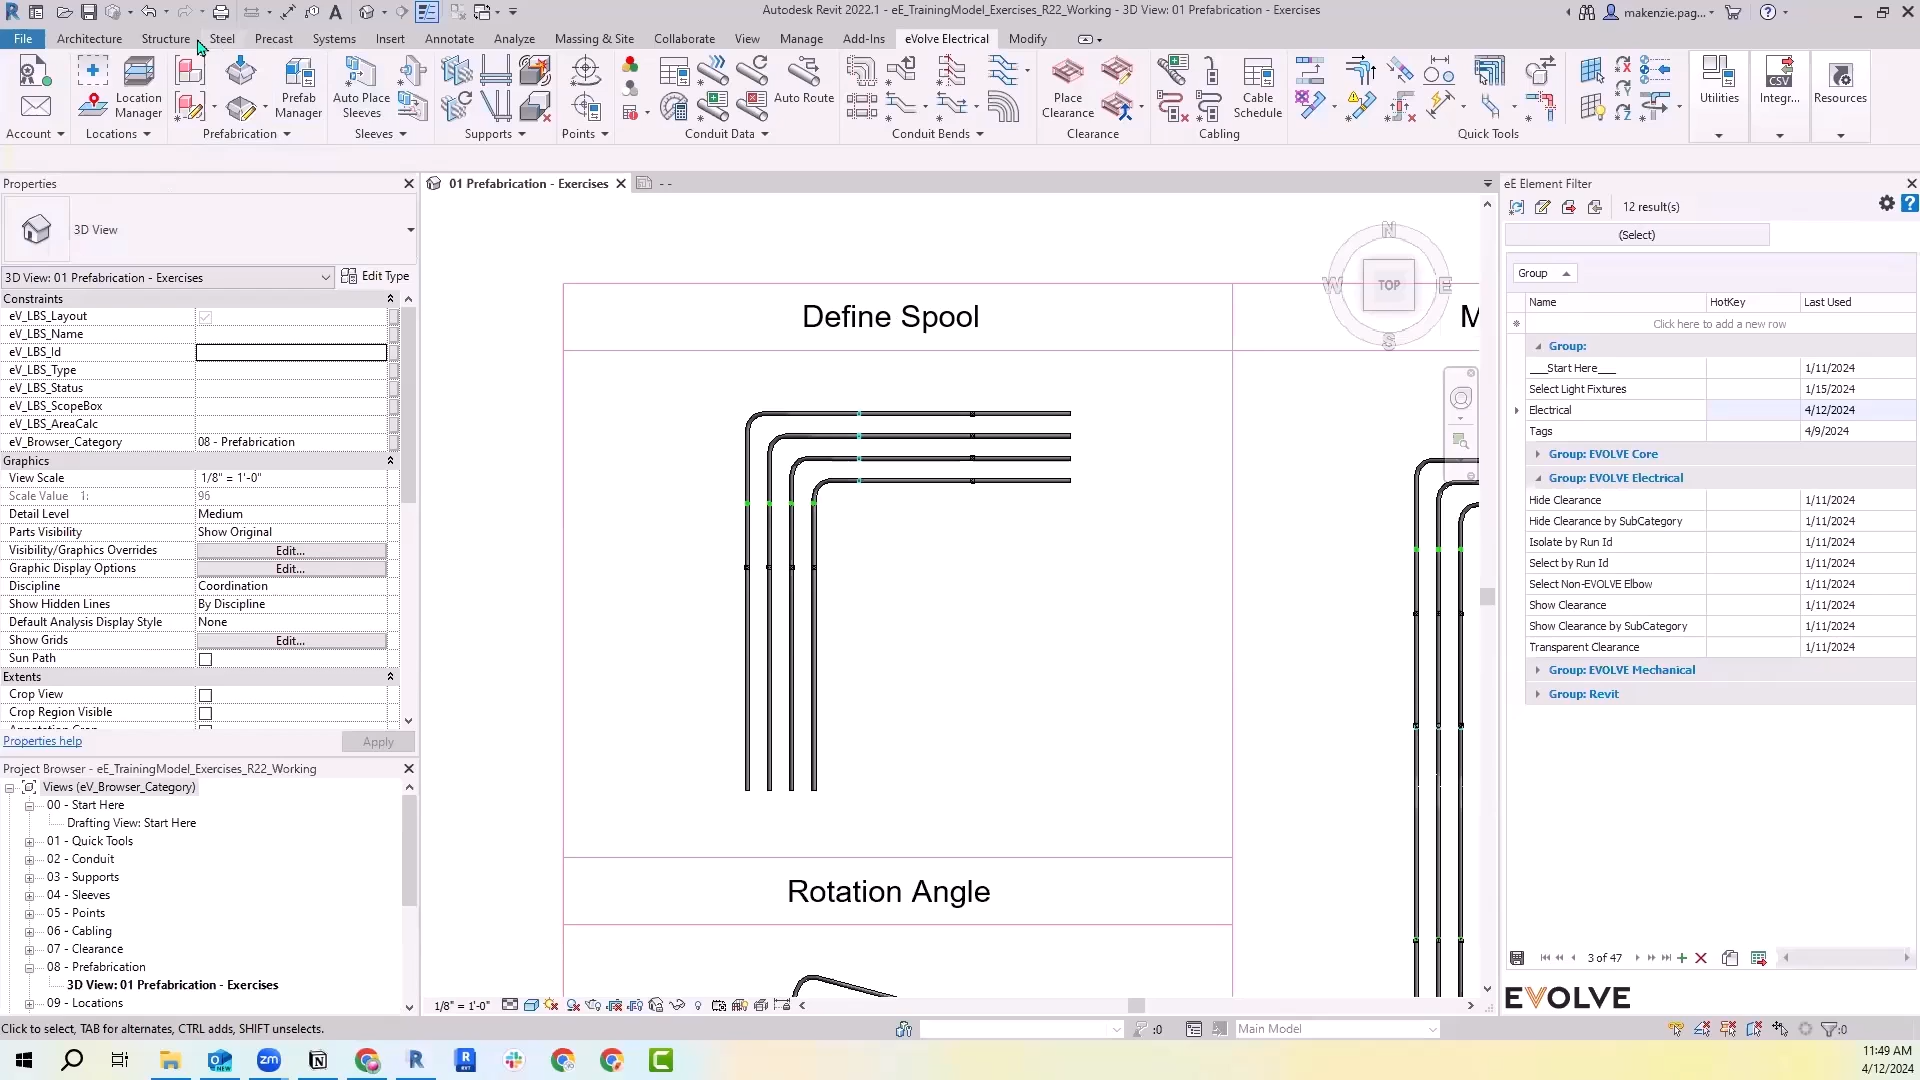 Autodesk Revit 2022.1 - eE_TrainingModel_Exercises_R22_Working - 3D View: 01 Prefabrication - Exercises
makenzie.pag...
File Architecture Structure Steel Precast Systems Insert Annotate Analyze Massing & Site Collaborate View Manage Add-Ins eVolve Electrical Modify
Location Manager
Prefab Manager
Auto Place Sleeves
Auto Route
Place Clearance
Cable Schedule
Utilities
Integr...
Resources
Account Locations Prefabrication Sleeves Supports Points Conduit Data Conduit Bends Clearance Cabling Quick Tools
Properties
3D View
3D View: 01 Prefabrication - Exercises
Edit Type
Constraints
eV_LBS_Layout
eV_LBS_Name
eV_LBS_Id
eV_LBS_Type
eV_LBS_Status
eV_LBS_ScopeBox
eV_LBS_AreaCalc
eV_Browser_Category 08 - Prefabrication
Graphics
View Scale 1/8" = 1'-0"
Scale Value 1: 96
Detail Level Medium
Parts Visibility Show Original
Visibility/Graphics Overrides Edit...
Graphic Display Options Edit...
Discipline Coordination
Show Hidden Lines By Discipline
Default Analysis Display Style None
Show Grids Edit...
Sun Path
Extents
Crop View
Crop Region Visible
Properties help
Apply
Project Browser - eE_TrainingModel_Exercises_R22_Working
Views (eV_Browser_Category)
00 - Start Here
Drafting View: Start Here
01 - Quick Tools
02 - Conduit
03 - Supports
04 - Sleeves
05 - Points
06 - Cabling
07 - Clearance
08 - Prefabrication
3D View: 01 Prefabrication - Exercises
09 - Locations
01 Prefabrication - Exercises
- -
Define Spool
M
N
W
TOP
E
S
Rotation Angle
1/8" = 1'-0"
eE Element Filter
12 result(s)
(Select)
Group
Name HotKey Last Used
Click here to add a new row
Group:
___Start Here___ 1/11/2024
Select Light Fixtures 1/15/2024
Electrical 4/12/2024
Tags 4/9/2024
Group: EVOLVE Core
Group: EVOLVE Electrical
Hide Clearance 1/11/2024
Hide Clearance by SubCategory 1/11/2024
Isolate by Run Id 1/11/2024
Select by Run Id 1/11/2024
Select Non-EVOLVE Elbow 1/11/2024
Show Clearance 1/11/2024
Show Clearance by SubCategory 1/11/2024
Transparent Clearance 1/11/2024
Group: EVOLVE Mechanical
Group: Revit
3 of 47
EVOLVE
Click to select, TAB for alternates, CTRL adds, SHIFT unselects.
:0
Main Model
:0
11:49 AM
4/12/2024